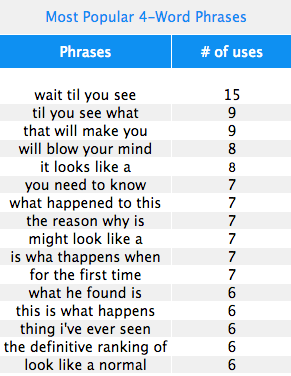 Most Popular 4-Word Phrases
Phrases # of uses
wait til you see 15
til you see what 9
that will make you 9
will blow your mind 8
it looks like a 8
you need to know 7
what happened to this 7
the reason why is 7
might look like a 7
is wha thappens when 7
for the first time 7
what he found is 6
this is what happens 6
thing i've ever seen 6
the definitive ranking of 6
look like a normal 6